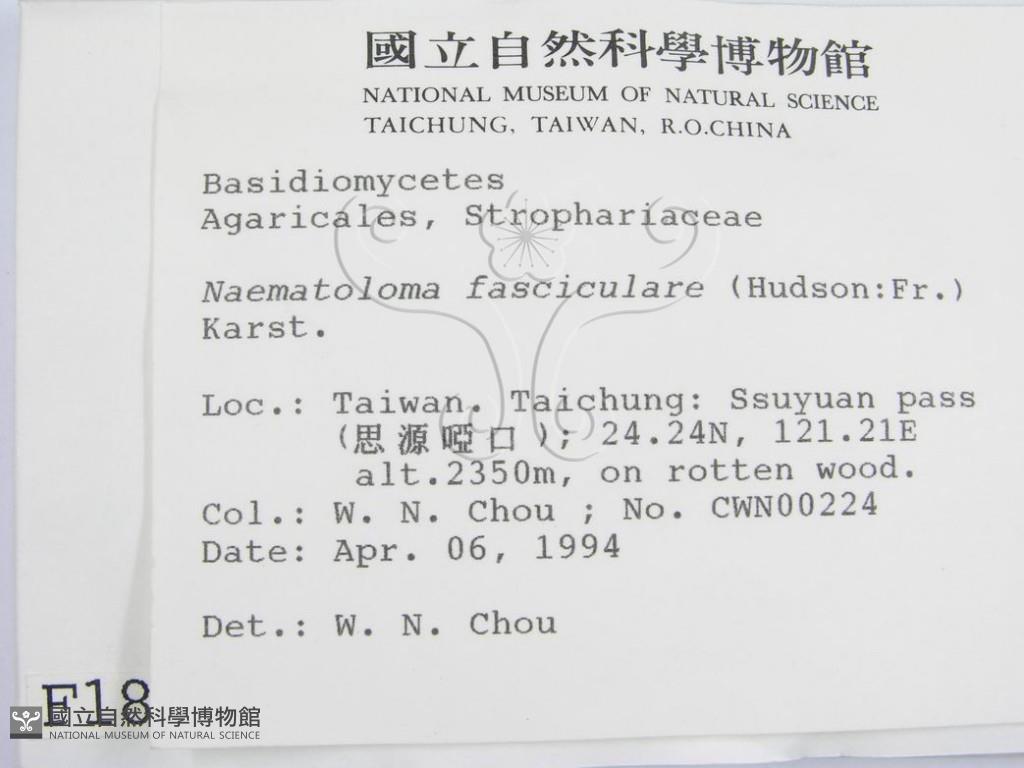 國立自然科學博物館
NATIONAL MUSEUM OF NATURAL SCIENCE
TAICHUNG, TAIWAN, R.O.CHINA
Basidiomycetes
Agaricales, Strophariaceae
Naematoloma fasciculare (Hudson:Fr.)
Karst.
Loc.: Taiwan. Taichung: Ssuyuan pass
(思源啞口); 24.24N, 121.21E
alt.2350m, on rotten wood.
Col.: W. N. Chou ; No. CWN00224
Date: Apr. 06, 1994
Det.: W. N. Chou
F18
國立自然科學博物館
NATIONAL MUSEUM OF NATURAL SCIENCE